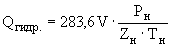 Qгидр. = 283,6 V · Pн / (Zн · Tн)